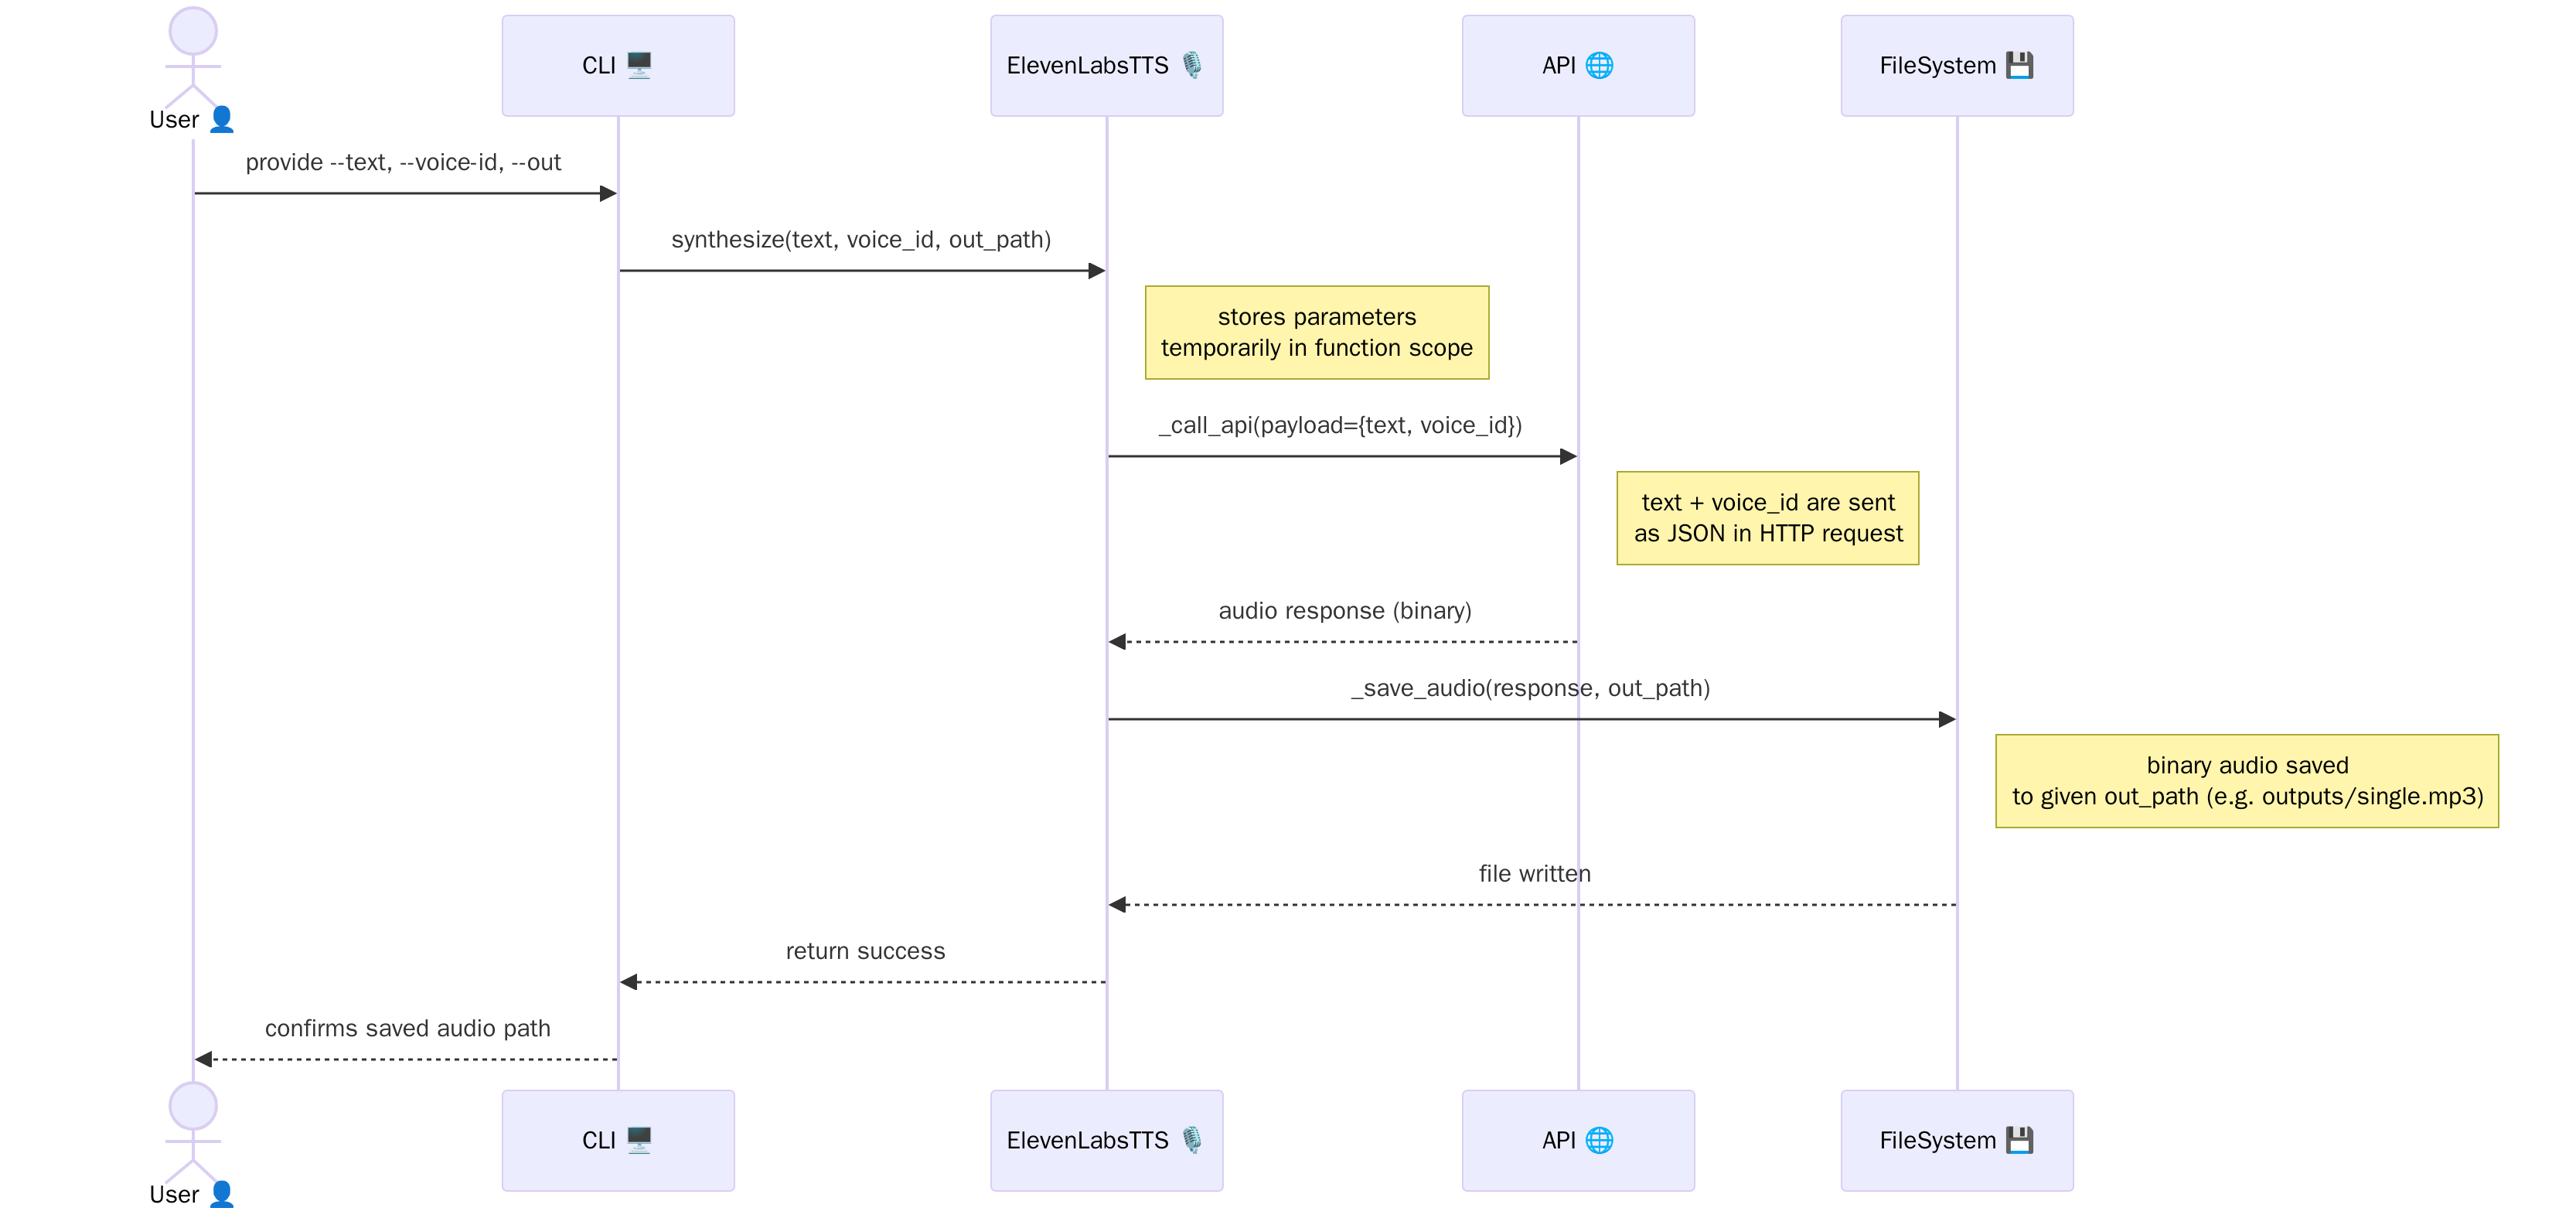 CLI 🖥️
ElevenLabsTTS 🎙️
API 🌐
FileSystem 💾
User 👤
provide --text, --voice-id, --out
synthesize(text, voice_id, out_path)
stores parameters
temporarily in function scope
_call_api(payload={text, voice_id})
text + voice_id are sent
as JSON in HTTP request
audio response (binary)
_save_audio(response, out_path)
binary audio saved
to given out_path (e.g. outputs/single.mp3)
file written
return success
confirms saved audio path
CLI 🖥️
ElevenLabsTTS 🎙️
API 🌐
FileSystem 💾
User 👤